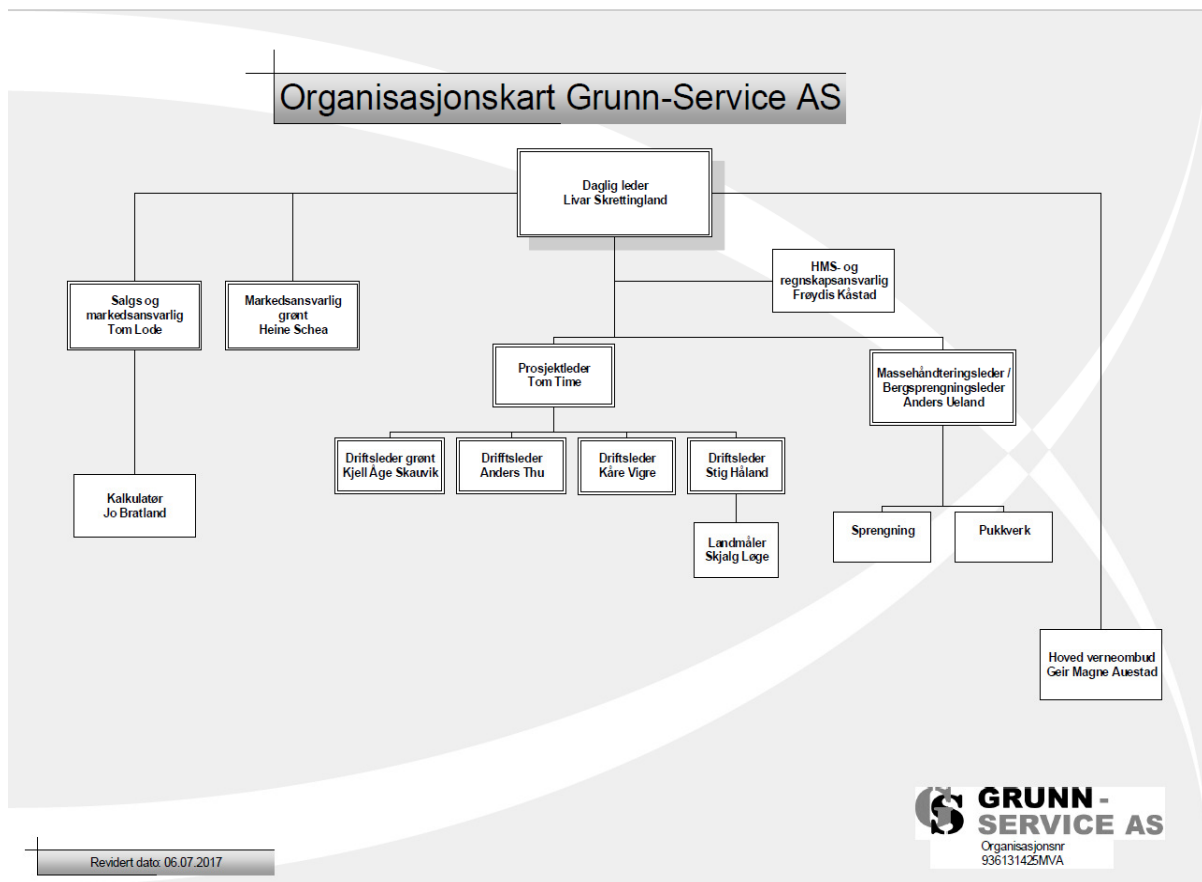 Organisasjonskart Grunn-Service AS
Daglig leder
Livar Skrettingland
HMS- og
regnskapsansvarlig
Frøydis Kåstad
Salgs og
markedsansvarlig
Tom Lode
Markedsansvarlig
grønt
Heine Schea
Prosjektleder
Tom Time
Massehåndteringsleder /
Bergsprengningsleder
Anders Ueland
Driftsleder grønt
Kjell Åge Skauvik
Drifftsleder
Anders Thu
Driftsleder
Kåre Vigre
Driftsleder
Stig Håland
Kalkulatør
Jo Bratland
Landmåler
Skjalg Løge
Sprengning
Pukkverk
Hoved verneombud
Geir Magne Auestad
GS
GRUNN -
SERVICE AS
Organisasjonsnr
936131425MVA
Revidert dato: 06.07.2017